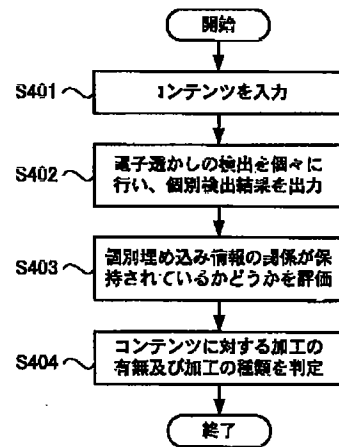 開始
S401
コンテンツを入力
S402
電子透かしの検出を個々に
行い、個別検出結果を出力
S403
個別埋め込み情報の関係が保
持されているかどうかを評価
S404
コンテンツに対する加工の
有無及び加工の種類を判定
終了